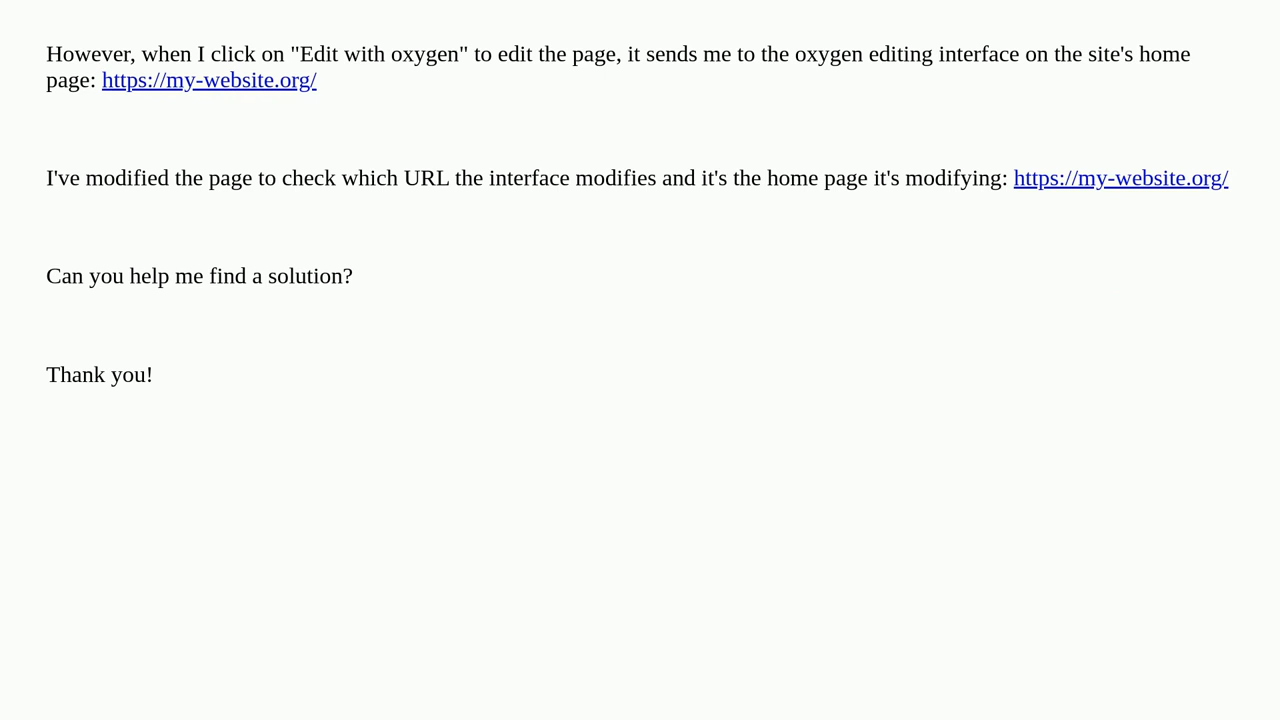 However, when I click on "Edit with oxygen" to edit the page, it sends me to the oxygen editing interface on the site's home
page: https://my-website.org/
I've modified the page to check which URL the interface modifies and it's the home page it's modifying: https://my-website.org/
Can you help me find a solution?
Thank you!